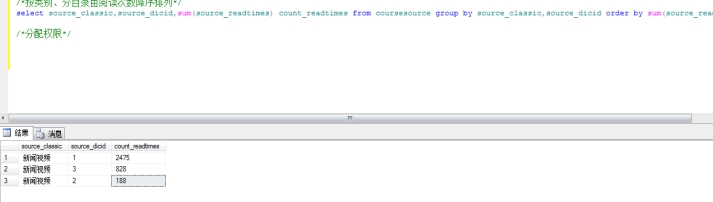 /*按类别、分目录由阅读次数降序排列*/
select source_classic,source_dicid,sum(source_readtimes) count_readtimes from coursesource group by source_classic,source_dicid order by sum(source_rea
/*分配权限*/
结果 消息
source_classic source_dicid count_readtimes
1 新闻视频 1 2475
2 新闻视频 3 828
3 新闻视频 2 188